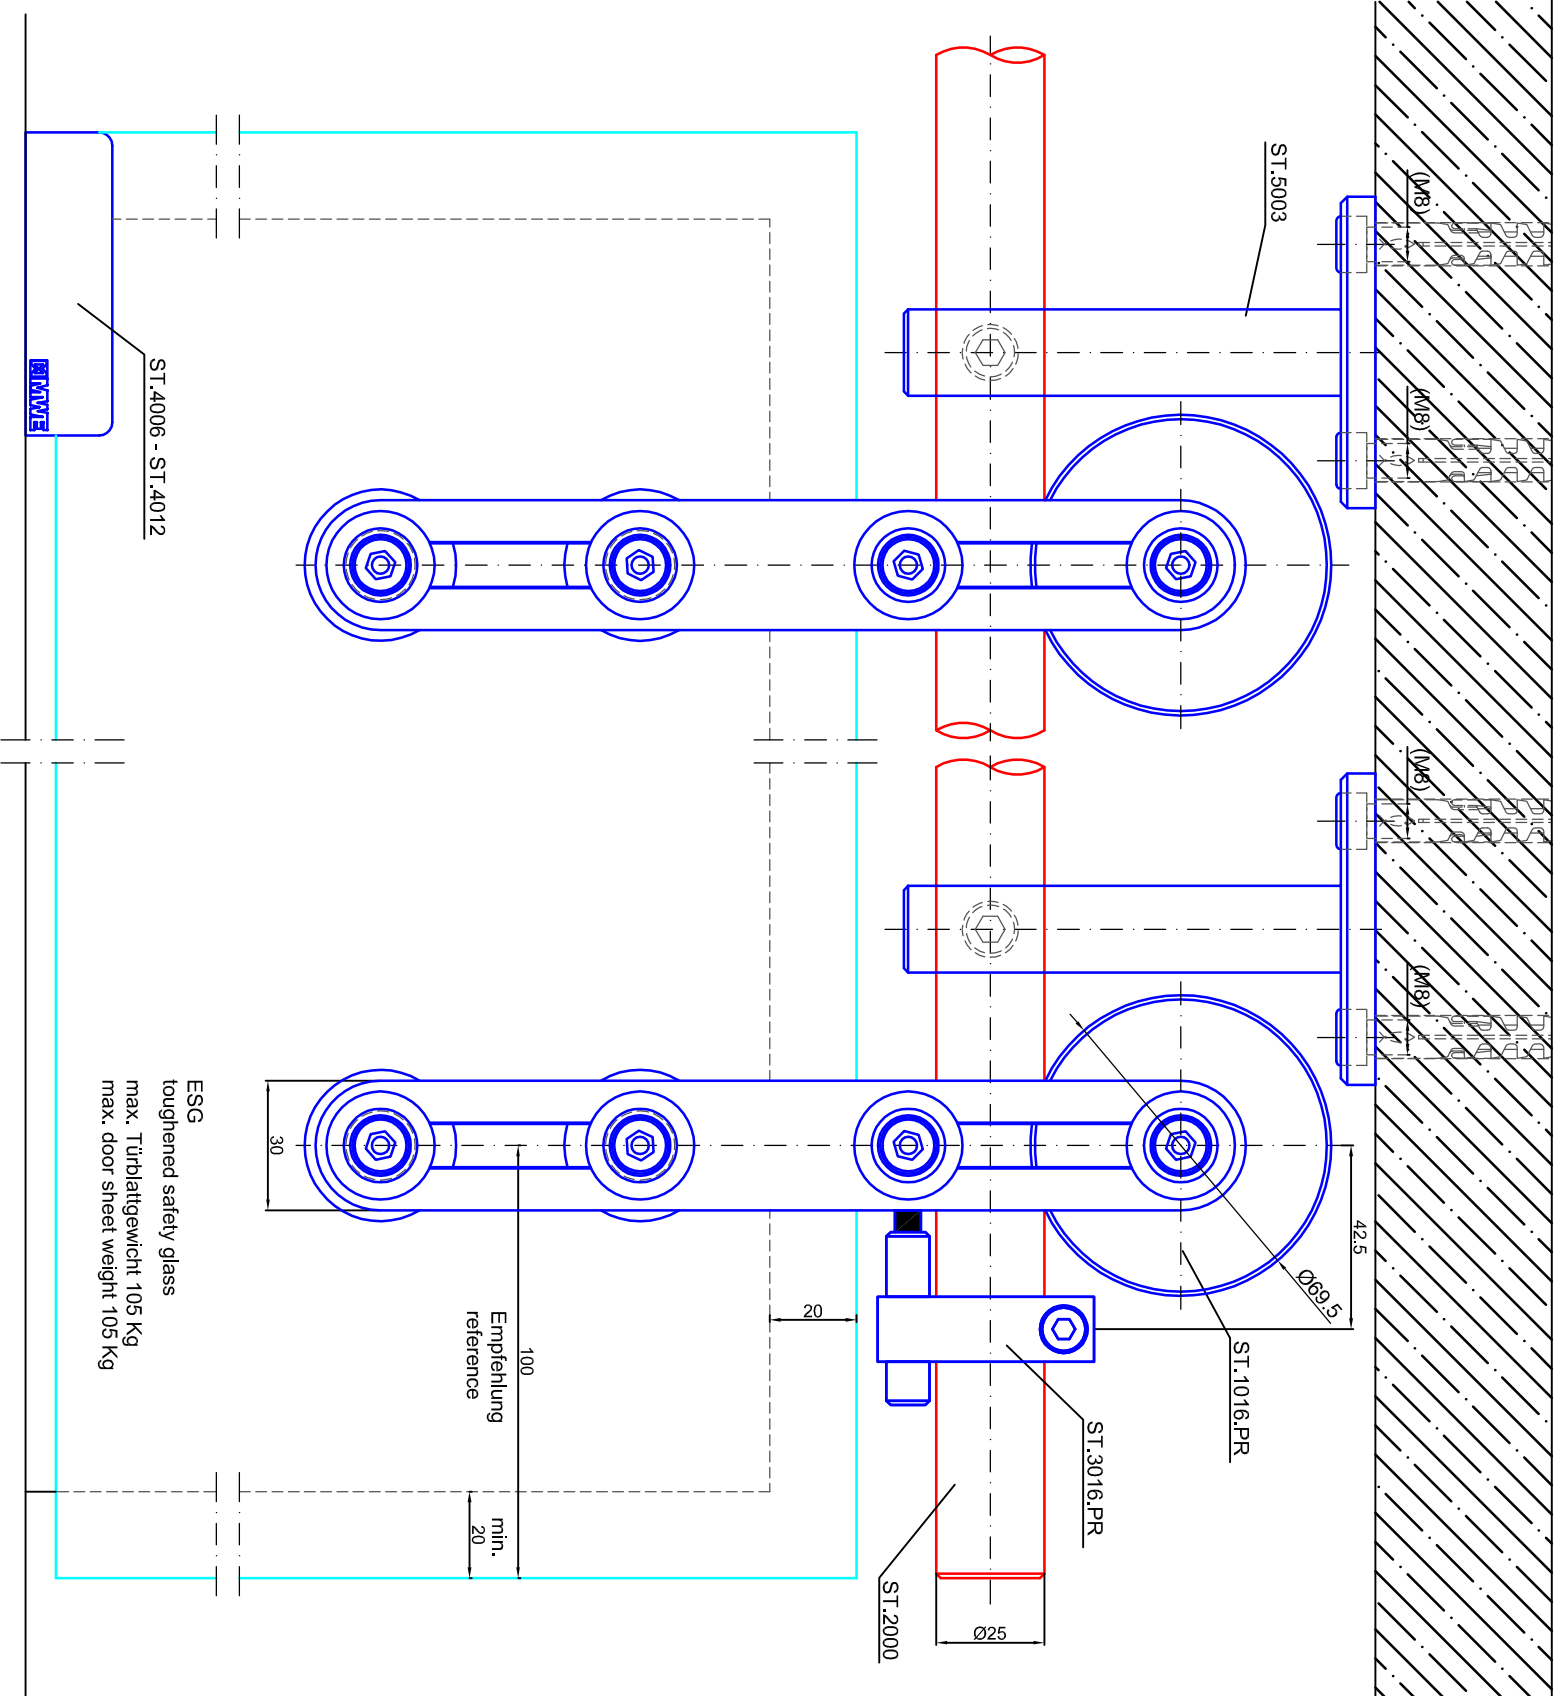 (M8)
(M8)
(M8)
(M8)
ST.5003
42.5
Ø69.5
ST.1016.PR
ST.3016.PR
Ø25
ST.2000
20
100
Empfehlung
reference
min.
20
30
ESG
toughened safety glass
max. Türblattgewicht 105 Kg
max. door sheet weight 105 Kg
ST.4006 - ST.4012
MWE